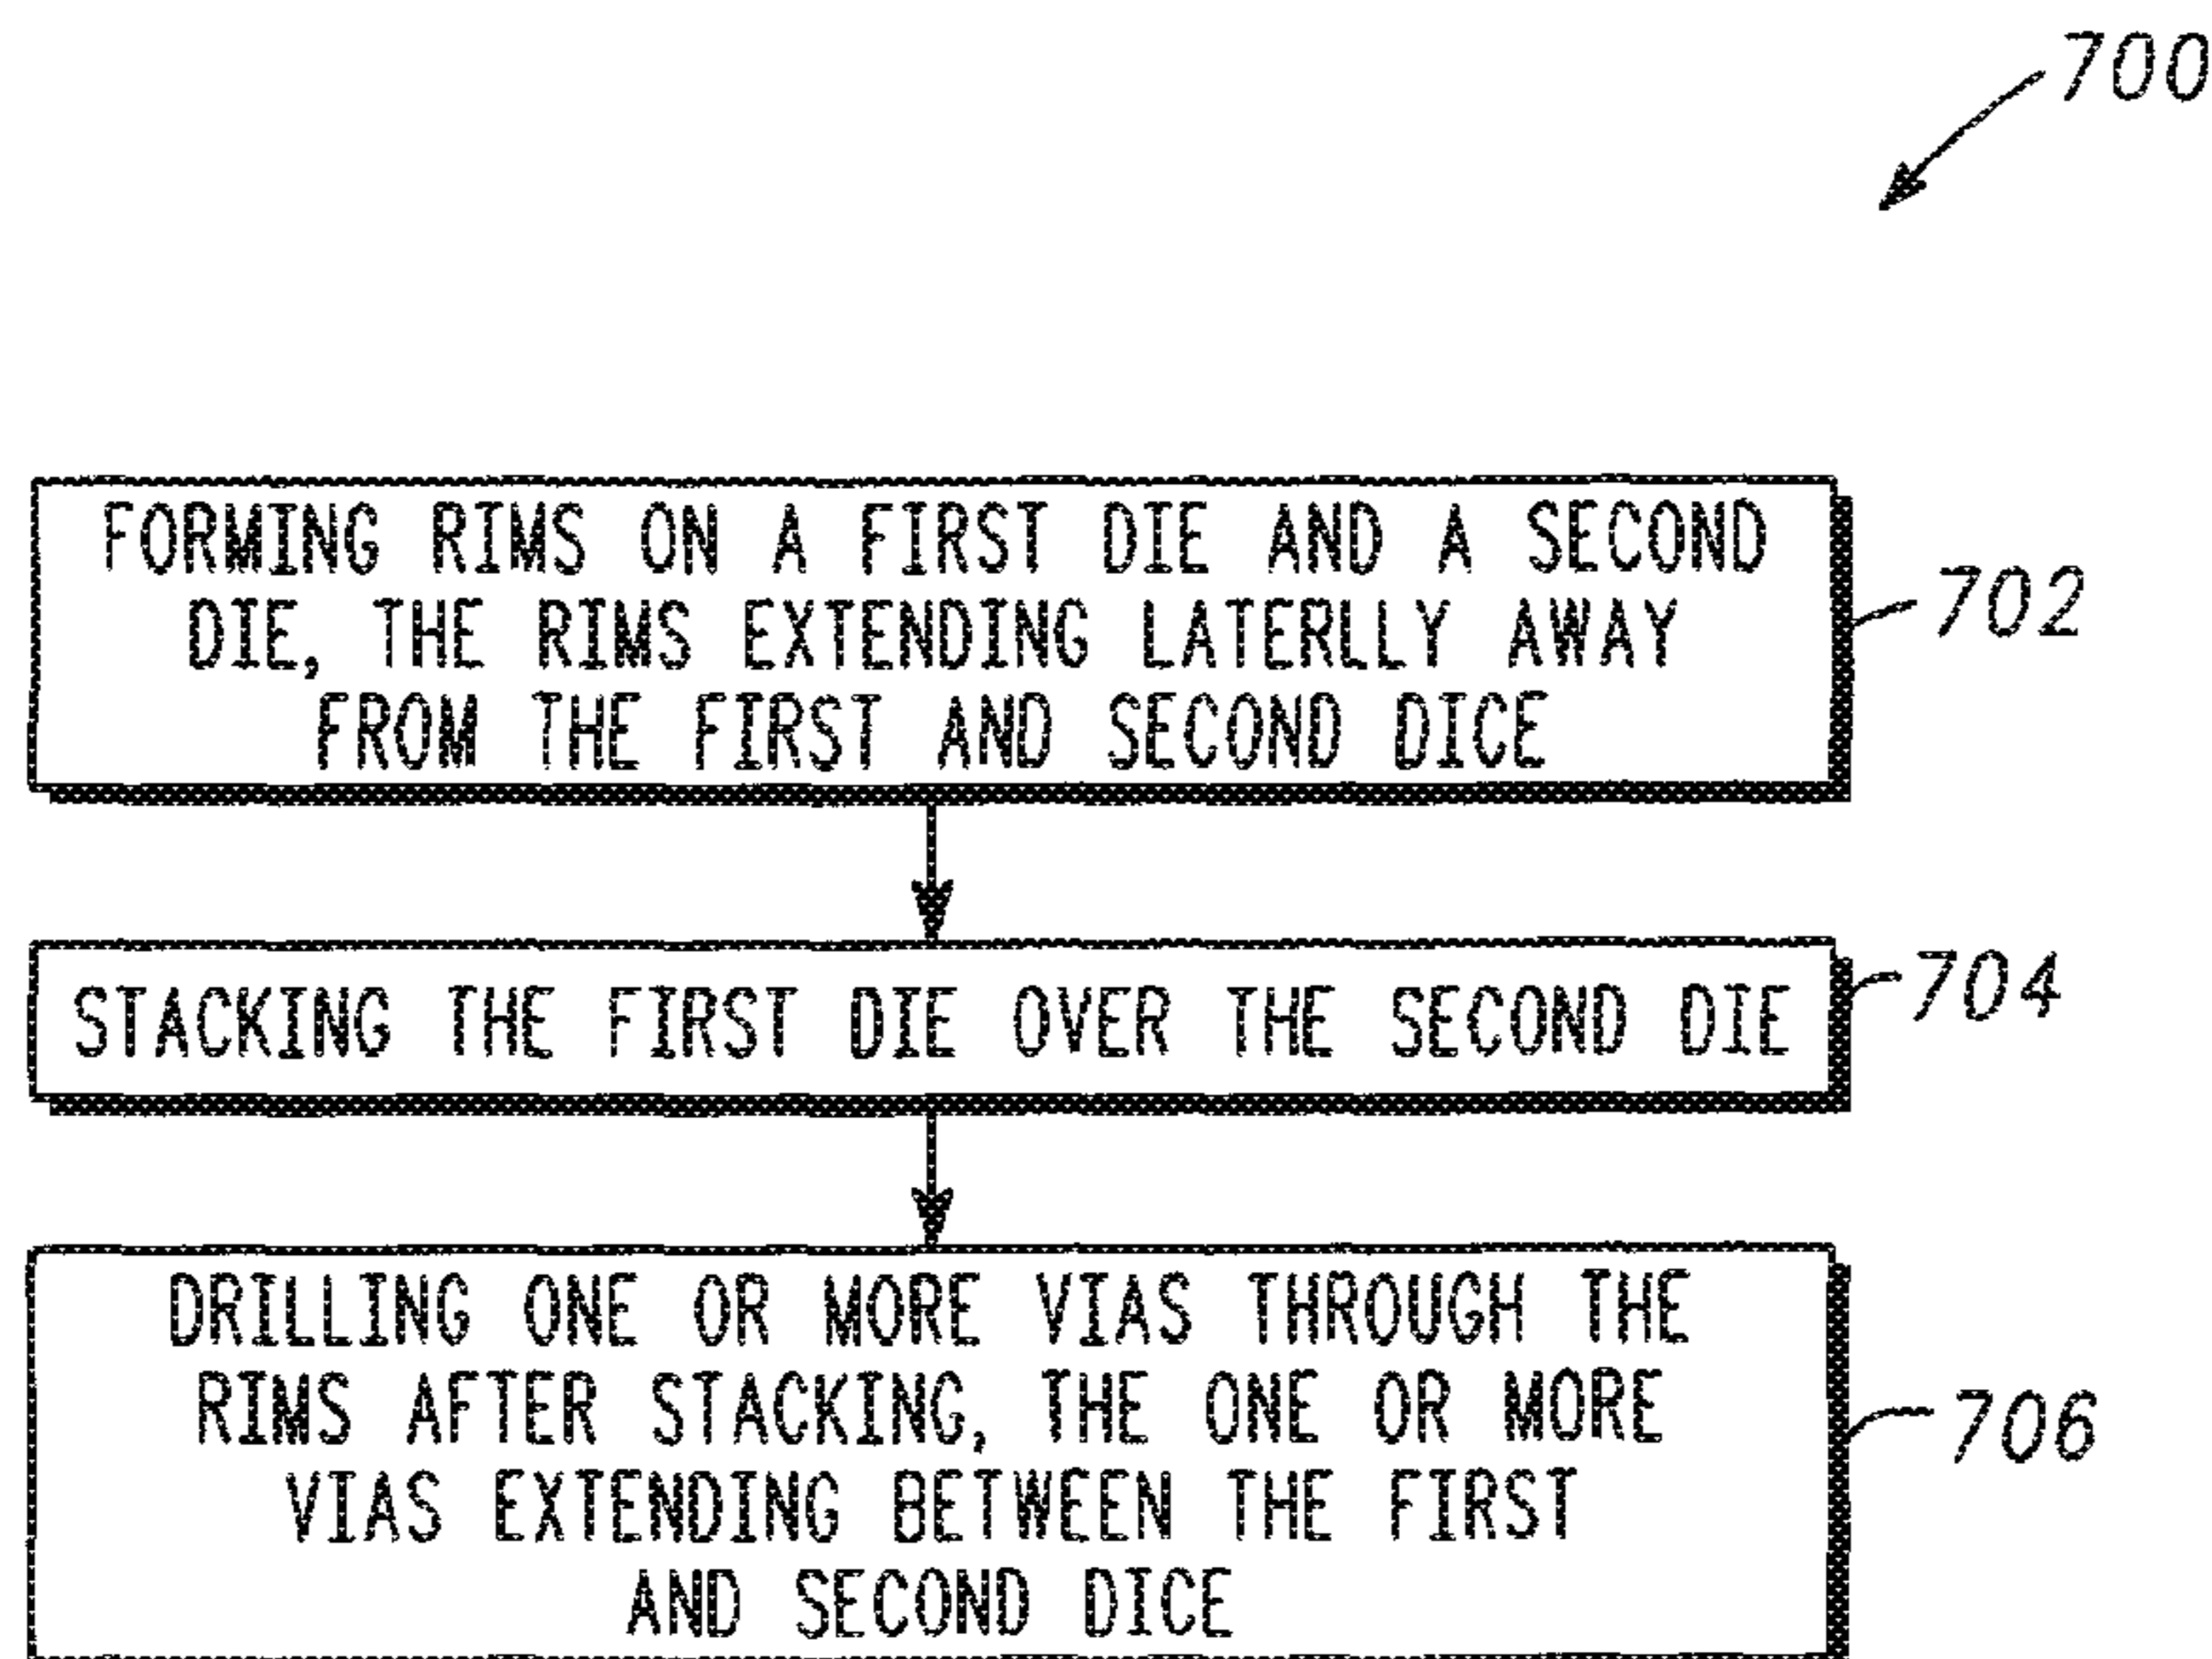 700
FORMING RIMS ON A FIRST DIE AND A SECOND
DIE, THE RIMS EXTENDING LATERLLY AWAY
FROM THE FIRST AND SECOND DICE
702
STACKING THE FIRST DIE OVER THE SECOND DIE
704
DRILLING ONE OR MORE VIAS THROUGH THE
RIMS AFTER STACKING, THE ONE OR MORE
VIAS EXTENDING BETWEEN THE FIRST
AND SECOND DICE
706